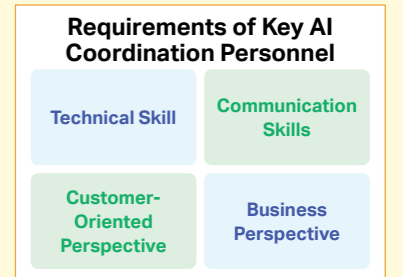 Requirements of Key AI
Coordination Personnel
Technical Skill
Communication
Skills
Customer-
Oriented
Perspective
Business
Perspective